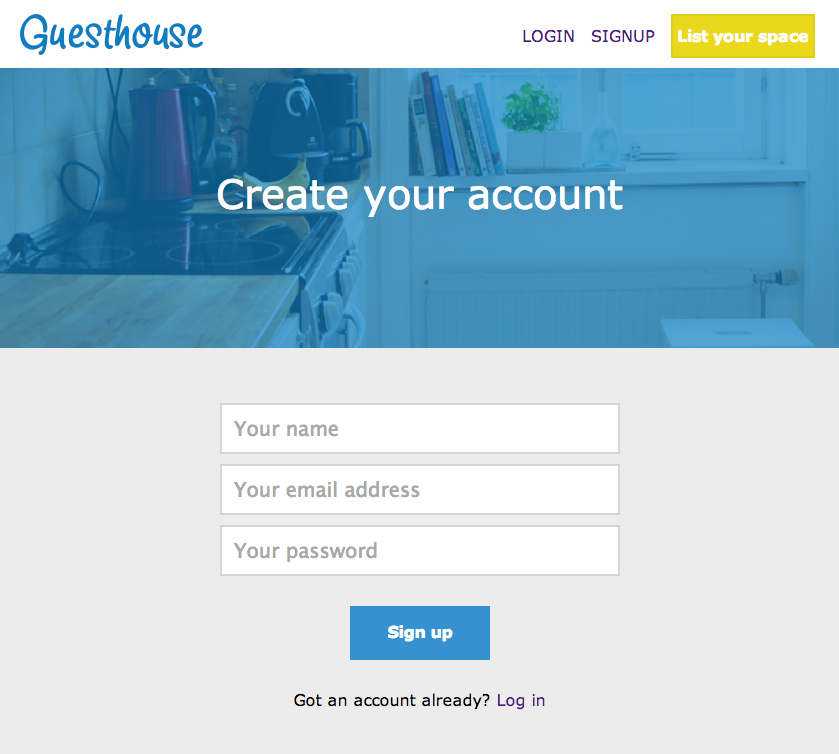 Guesthouse
LOGIN SIGNUP List your space
Create your account
Your name
Your email address
Your password
Sign up
Got an account already? Log in